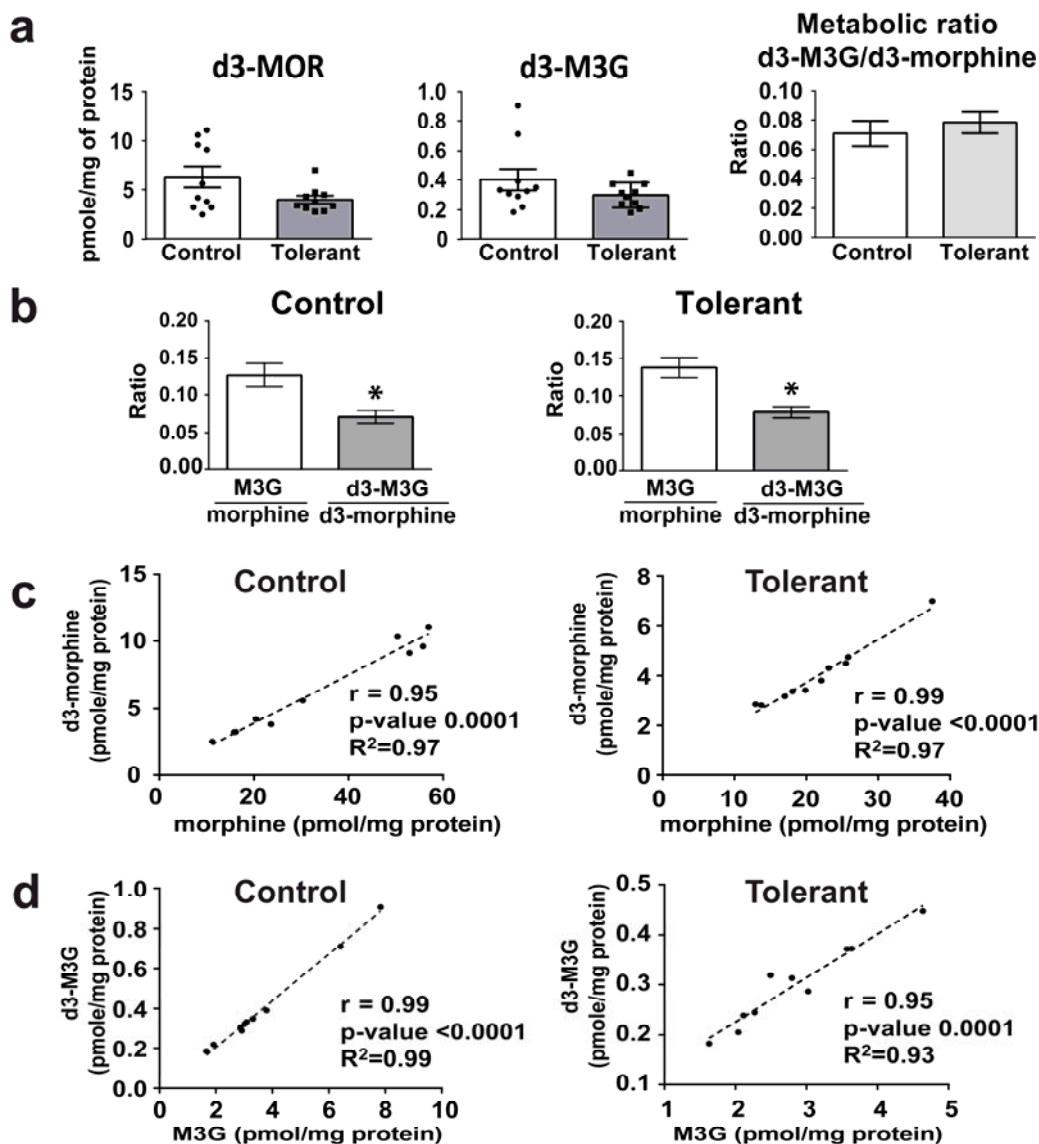 a
d3-MOR
d3-M3G
Metabolic ratio
d3-M3G/d3-morphine
pmole/mg of protein
15
10
5
0
Control
Tolerant
1.0
0.8
0.6
0.4
0.2
0
Control
Tolerant
Ratio
0.10
0.08
0.06
0.04
0.02
0.00
Control
Tolerant
b
Control
Ratio
0.20
0.15
0.10
0.05
0.00
*
M3G
morphine
d3-M3G
d3-morphine
Tolerant
Ratio
0.20
0.15
0.10
0.05
0.00
*
M3G
morphine
d3-M3G
d3-morphine
c
Control
d3-morphine
(pmole/mg protein)
15
10
5
0
r = 0.95
p-value 0.0001
R²=0.97
0 20 40 60
morphine (pmol/mg protein)
Tolerant
d3-morphine
(pmole/mg protein)
8
6
4
2
0
r = 0.99
p-value <0.0001
R²=0.97
0 10 20 30 40
morphine (pmol/mg protein)
d
Control
d3-M3G
(pmole/mg protein)
1.0
0.8
0.6
0.4
0.2
0.0
r = 0.99
p-value <0.0001
R²=0.99
0 2 4 6 8 10
M3G (pmol/mg protein)
Tolerant
d3-M3G
(pmole/mg protein)
0.5
0.4
0.3
0.2
0.1
r = 0.95
p-value 0.0001
R²=0.93
1 2 3 4 5
M3G (pmol/mg protein)